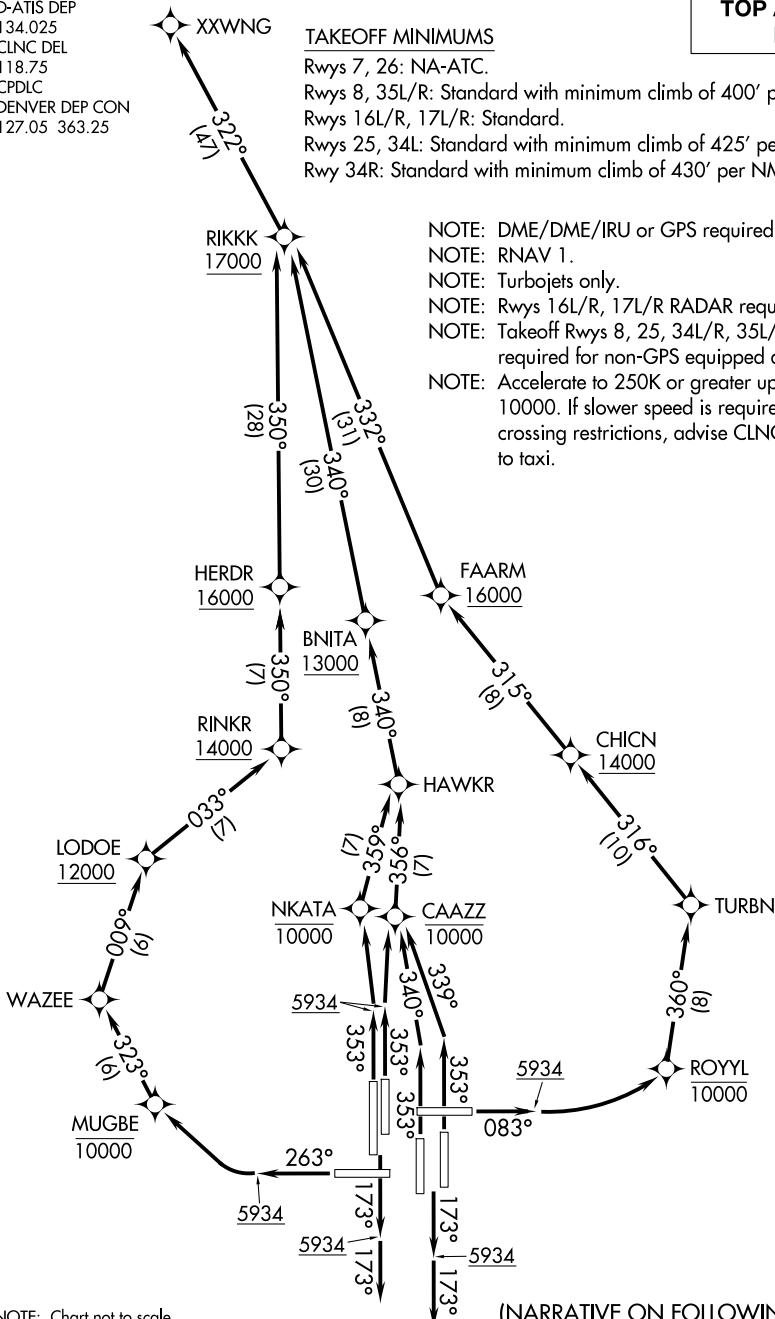 D-ATIS DEP
134.025
CLNC DEL
118.75
CPDLC
DENVER DEP CON
127.05 363.25
TOP
XXWNG
TAKEOFF MINIMUMS
Rwys 7, 26: NA-ATC.
Rwys 8, 35L/R: Standard with minimum climb of 400'
Rwys 16L/R, 17L/R: Standard.
Rwys 25, 34L: Standard with minimum climb of 425'
Rwy 34R: Standard with minimum climb of 430' per NM
322°
(47)
RIKKK
17000
NOTE: DME/DME/IRU or GPS required
NOTE: RNAV 1.
NOTE: Turbojets only.
NOTE: Rwys 16L/R, 17L/R RADAR requ
NOTE: Takeoff Rwys 8, 25, 34L/R, 35L/
required for non-GPS equipped
NOTE: Accelerate to 250K or greater up
10000. If slower speed is require
crossing restrictions, advise CLNC
to taxi.
350°
(28)
340°
(30)
332°
(31)
HERDR
16000
FAARM
16000
BNITA
13000
350°
(7)
340°
(8)
315°
(8)
RINKR
14000
CHICN
14000
HAWKR
033°
(7)
359°
(7)
356°
(7)
316°
(10)
LODOE
12000
NKATA
10000
CAAZZ
10000
TURBN
009°
(6)
340°
339°
360°
(8)
WAZEE
5934
353°
353°
353°
353°
323°
(6)
ROYYL
10000
5934
083°
MUGBE
10000
263°
5934
173°
173°
5934
5934
173°
173°
NOTE: Chart not to scale.
(NARRATIVE ON FOLLOWIN